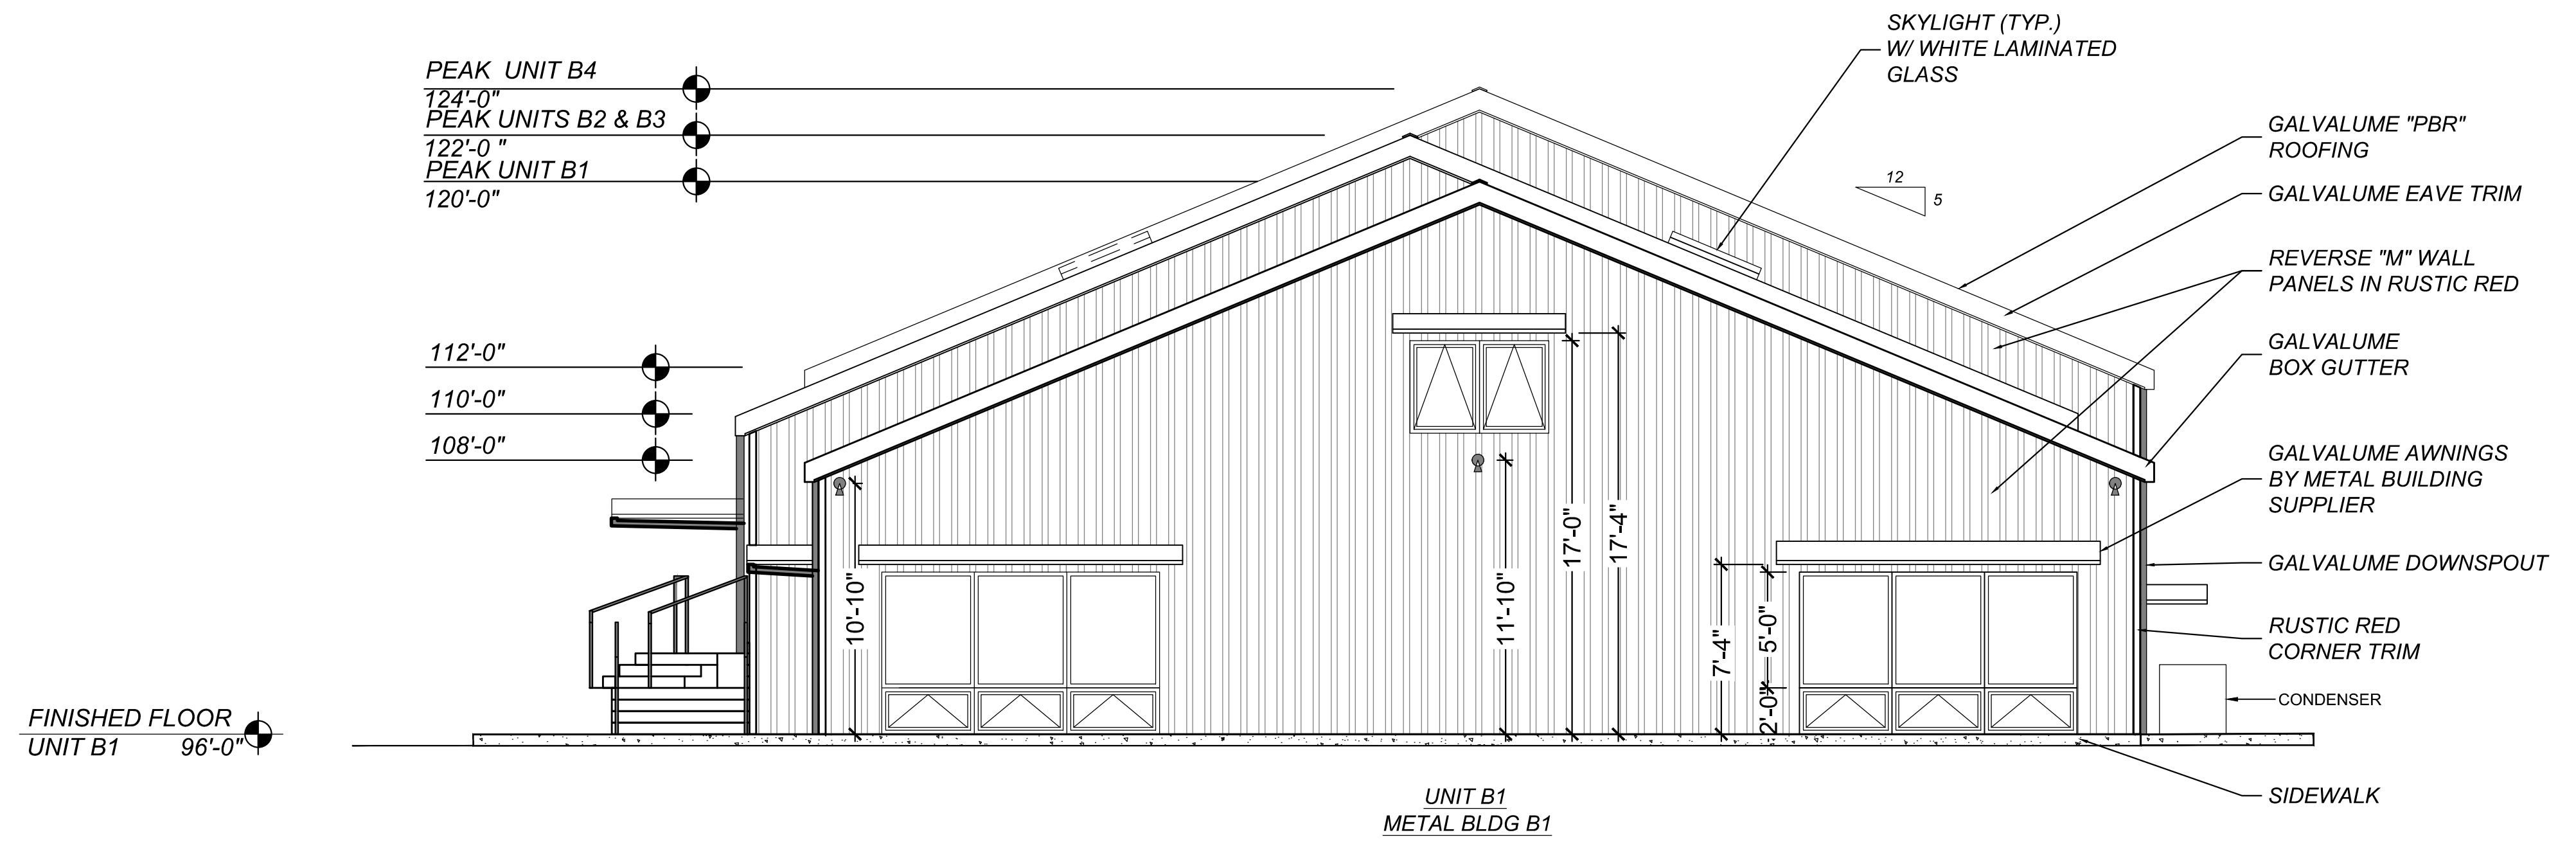 PEAK  UNIT B4
124'-0"
PEAK UNITS B2 & B3
122'-0 "
PEAK UNIT B1
120'-0"
112'-0"
110'-0"
108'-0"
FINISHED FLOOR
UNIT B1 96'-0"
SKYLIGHT (TYP.)
W/ WHITE LAMINATED
GLASS
12
5
10'-10"
11'-10"
17'-0"
17'-4"
7'-4"
5'-0"
2'-0"
GALVALUME "PBR"
ROOFING
GALVALUME EAVE TRIM
REVERSE "M" WALL
PANELS IN RUSTIC RED
GALVALUME
BOX GUTTER
GALVALUME AWNINGS
BY METAL BUILDING
SUPPLIER
GALVALUME DOWNSPOUT
RUSTIC RED
CORNER TRIM
CONDENSER
SIDEWALK
UNIT B1
METAL BLDG B1